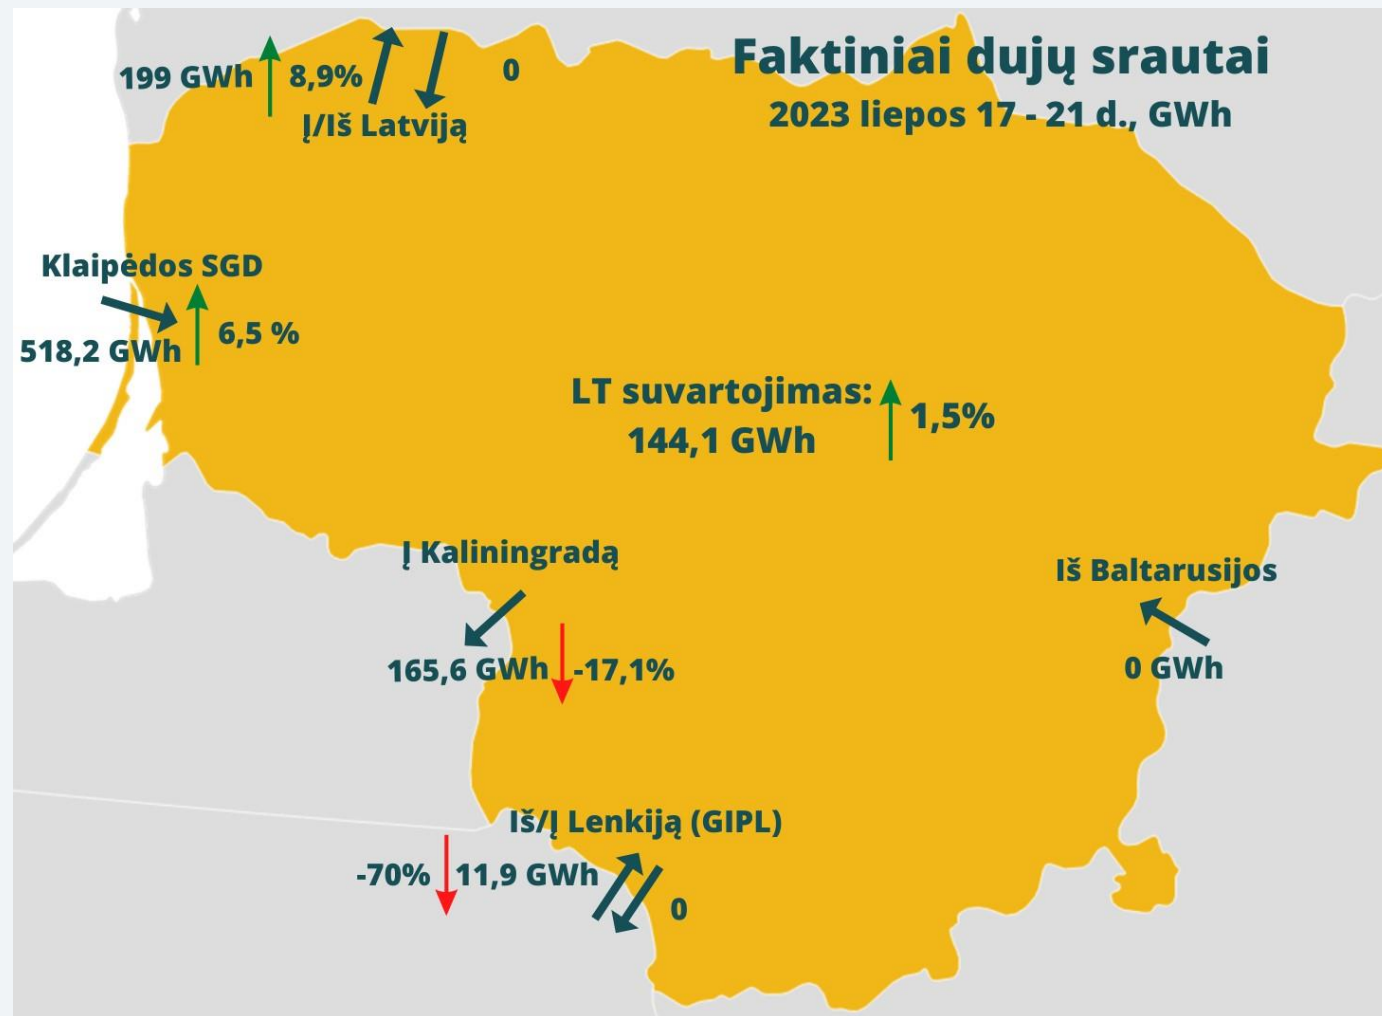 Faktiniai dujų srautai
2023 liepos 17 - 21 d., GWh
199 GWh
8,9%
0
Į/Iš Latviją
Klaipėdos SGD
518,2 GWh
6,5 %
LT suvartojimas:
144,1 GWh
1,5%
Į Kaliningradą
165,6 GWh
-17,1%
Iš Baltarusijos
0 GWh
Iš/Į Lenkiją (GIPL)
-70%
11,9 GWh
0